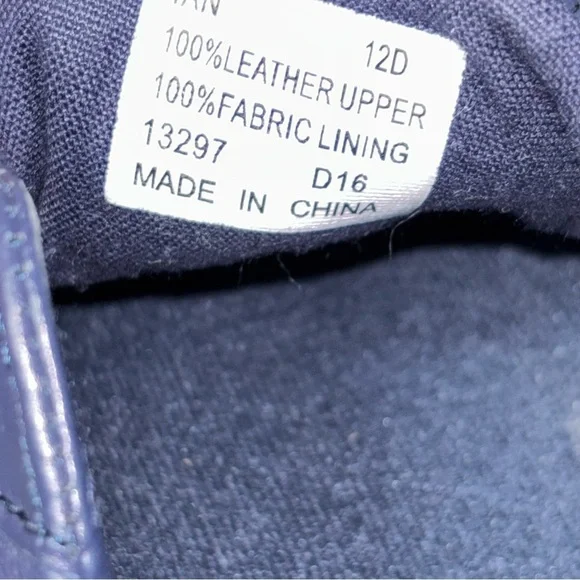 12D
100%LEATHER UPPER
100%FABRIC LINING
13297 D16
MADE IN CHINA